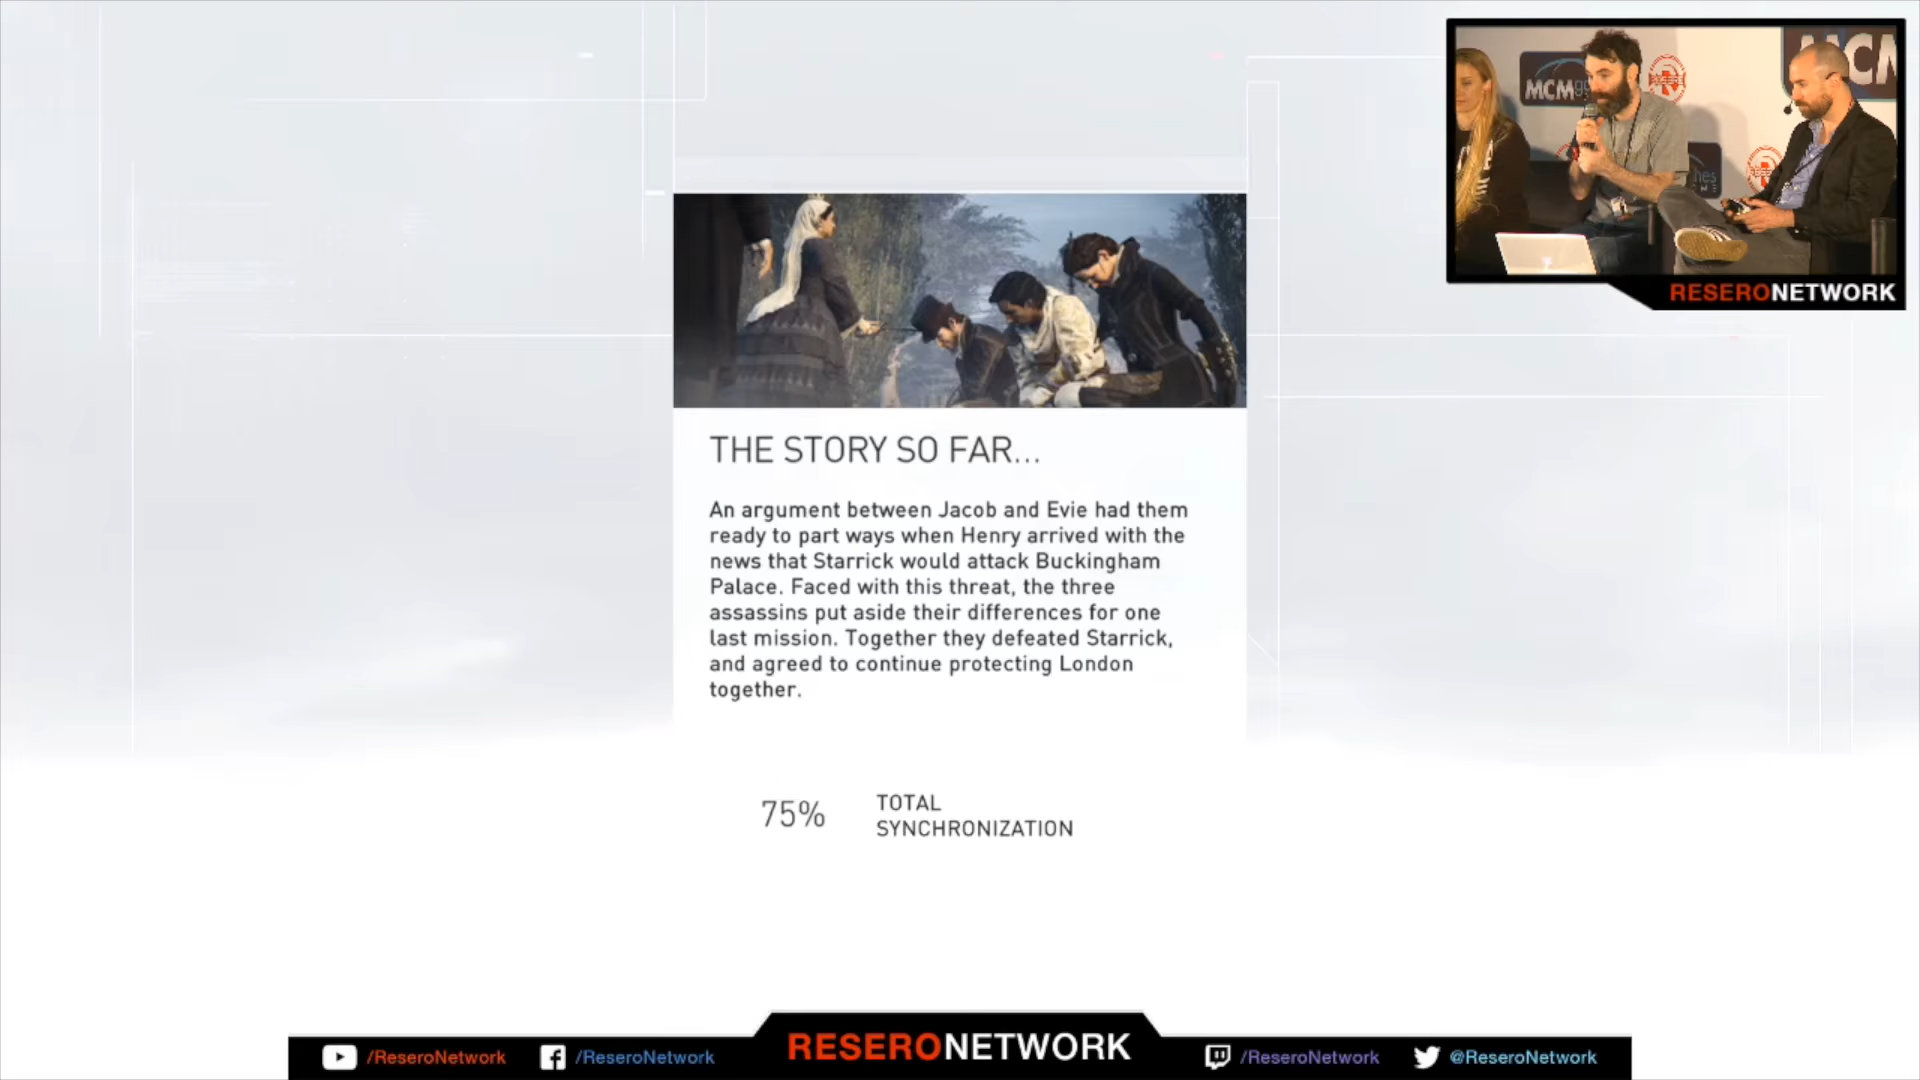 MCM
CM
RESERONETWORK
THE STORY SO FAR...
An argument between Jacob and Evie had them
ready to part ways when Henry arrived with the
news that Starrick would attack Buckingham
Palace. Faced with this threat, the three
assassins put aside their differences for one
last mission. Together they defeated Starrick,
and agreed to continue protecting London
together.
75%
TOTAL
SYNCHRONIZATION
/ReseroNetwork
/ReseroNetwork
RESERONETWORK
/ReseroNetwork
@ReseroNetwork